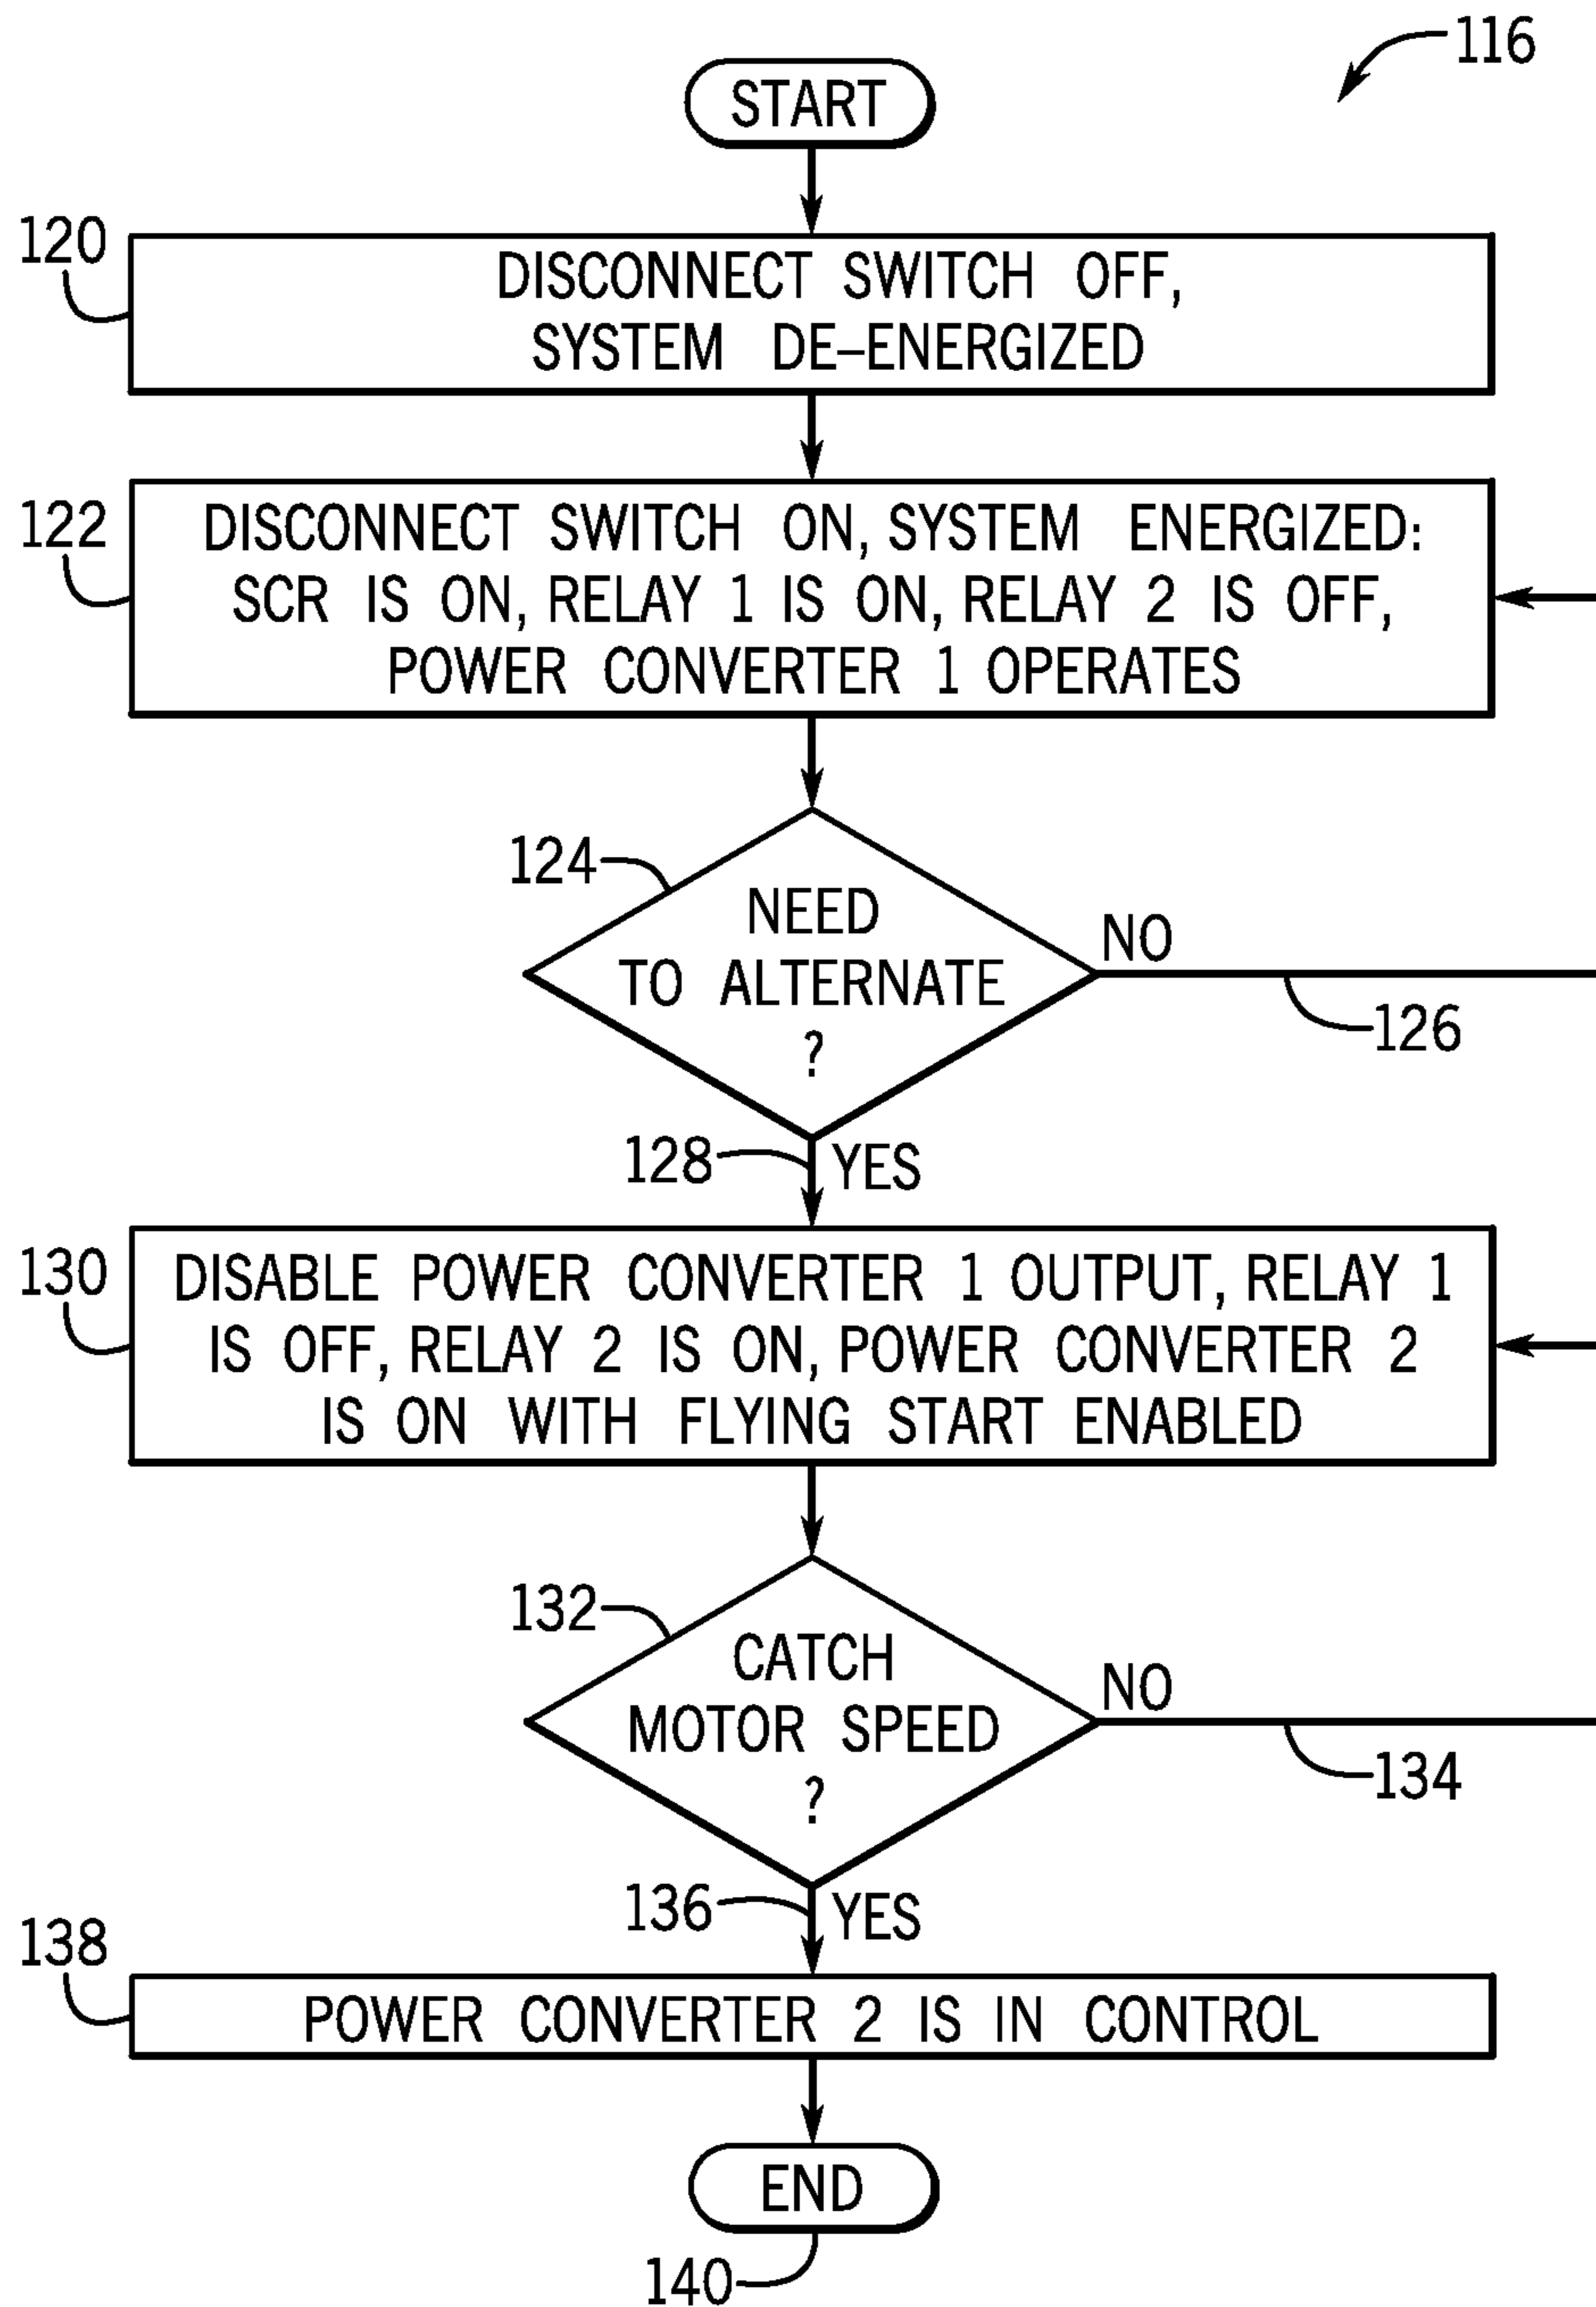 116
START
120
DISCONNECT SWITCH OFF,
SYSTEM DE–ENERGIZED
122
DISCONNECT SWITCH ON, SYSTEM ENERGIZED:
SCR IS ON, RELAY 1 IS ON, RELAY 2 IS OFF,
POWER CONVERTER 1 OPERATES
124
NEED
TO ALTERNATE
?
NO
126
128
YES
130
DISABLE POWER CONVERTER 1 OUTPUT, RELAY 1
IS OFF, RELAY 2 IS ON, POWER CONVERTER 2
IS ON WITH FLYING START ENABLED
132
CATCH
MOTOR SPEED
?
NO
134
136
YES
138
POWER CONVERTER 2 IS IN CONTROL
END
140